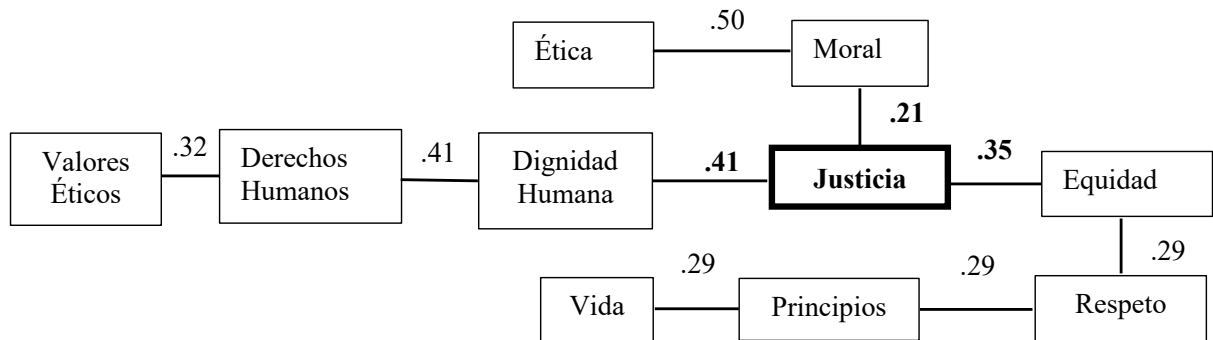 .50
Ética
Moral
.21
.32
.41
.41
.35
Valores
Éticos
Derechos
Humanos
Dignidad
Humana
Justicia
Equidad
.29
.29
.29
Vida
Principios
Respeto